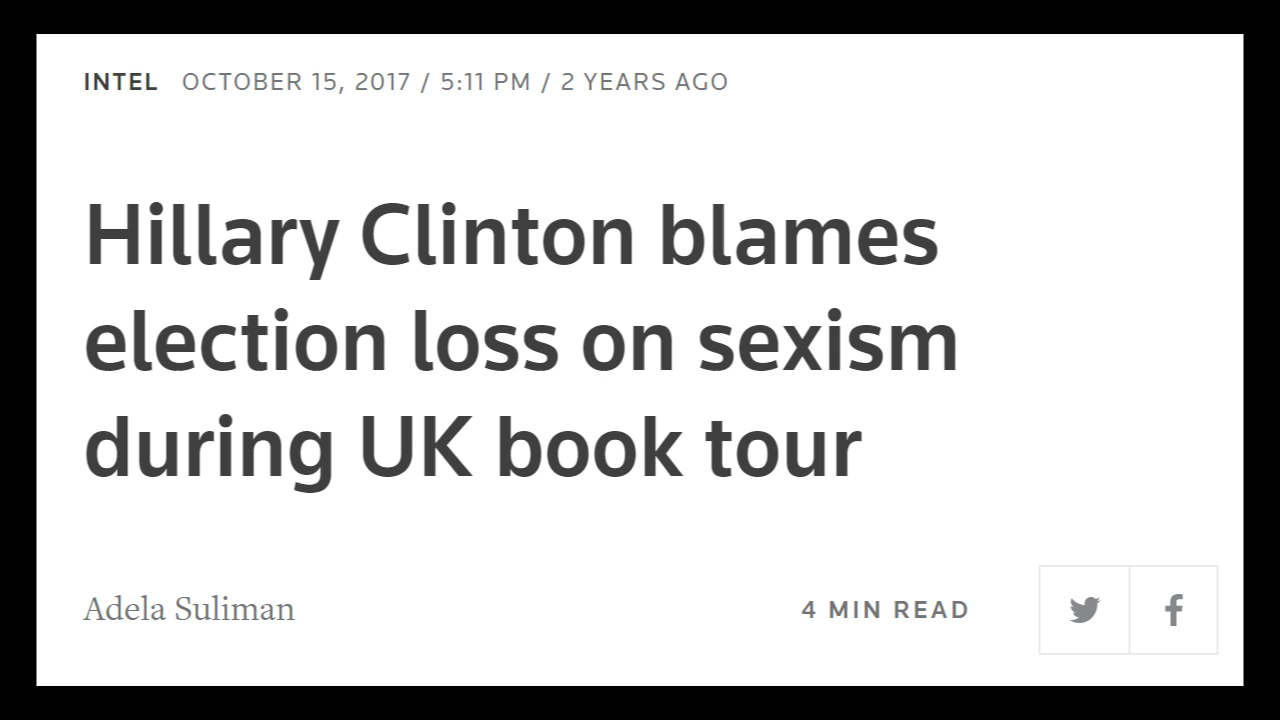 INTEL OCTOBER 15, 2017 / 5:11 PM / 2 YEARS AGO
Hillary Clinton blames
election loss on sexism
during UK book tour
Adela Suliman 4 MIN READ